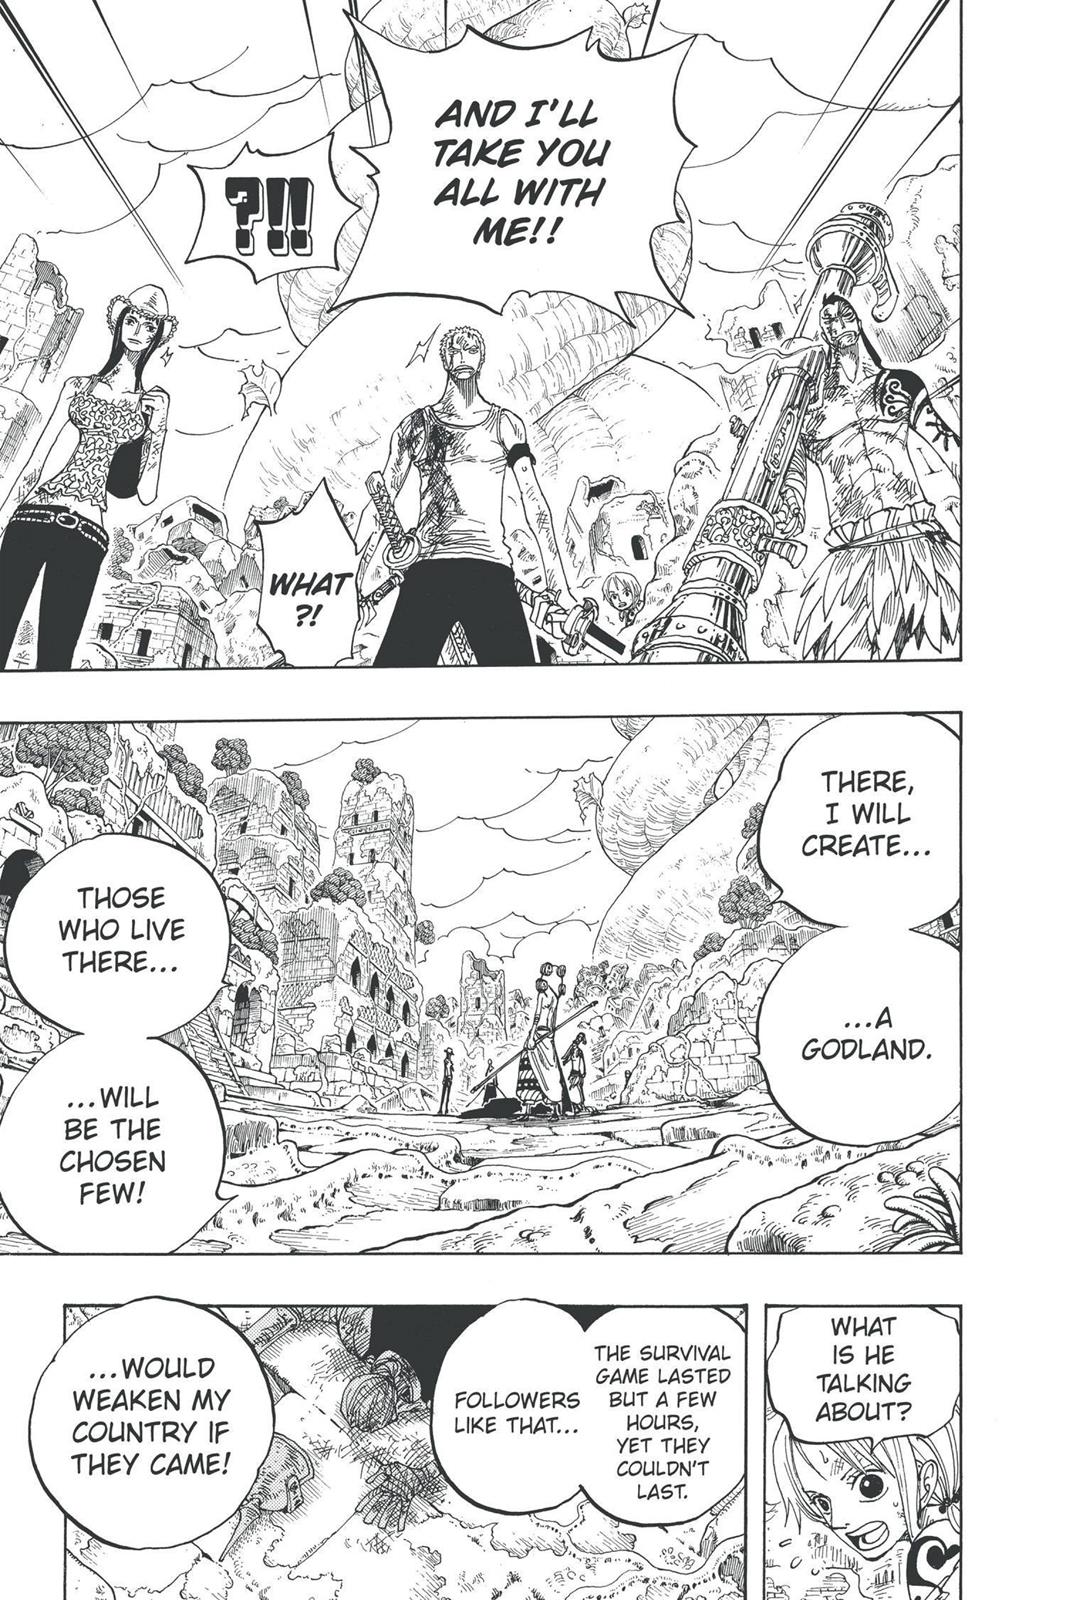 AND I'LL
TAKE YOU
ALL WITH
ME!!
?!!
WHAT
?!
THERE,
I WILL
CREATE...
...A
GODLAND.
THOSE
WHO LIVE
THERE...
...WILL
BE THE
CHOSEN
FEW!
WHAT
IS HE
TALKING
ABOUT?
THE SURVIVAL
GAME LASTED
BUT A FEW
HOURS,
YET THEY
COULDN'T
LAST.
FOLLOWERS
LIKE THAT...
...WOULD
WEAKEN MY
COUNTRY IF
THEY CAME!